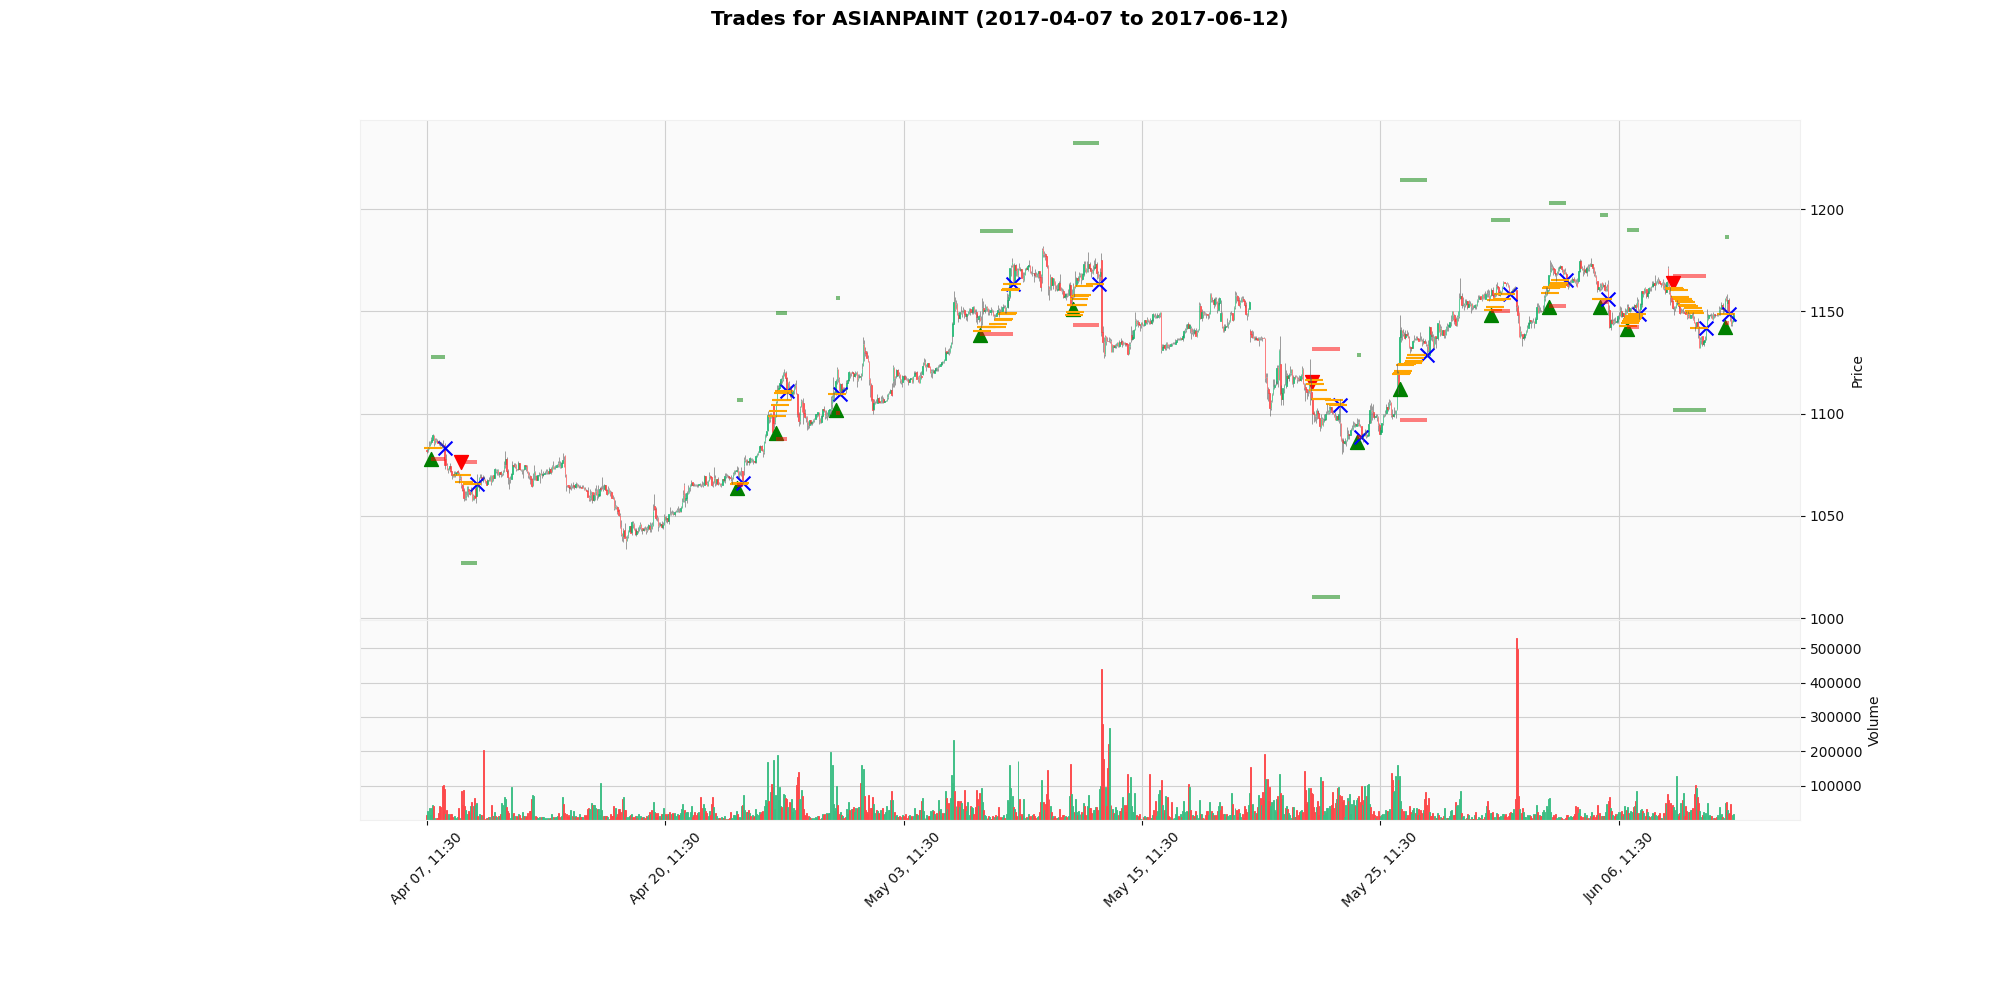 Trades for ASIANPAINT (2017-04-07 to 2017-06-12)
1200
1150
1100
1050
1000
Price
500000
400000
300000
200000
100000
Volume
Apr 07, 11:30
Apr 20, 11:30
May 03, 11:30
May 15, 11:30
May 25, 11:30
Jun 06, 11:30